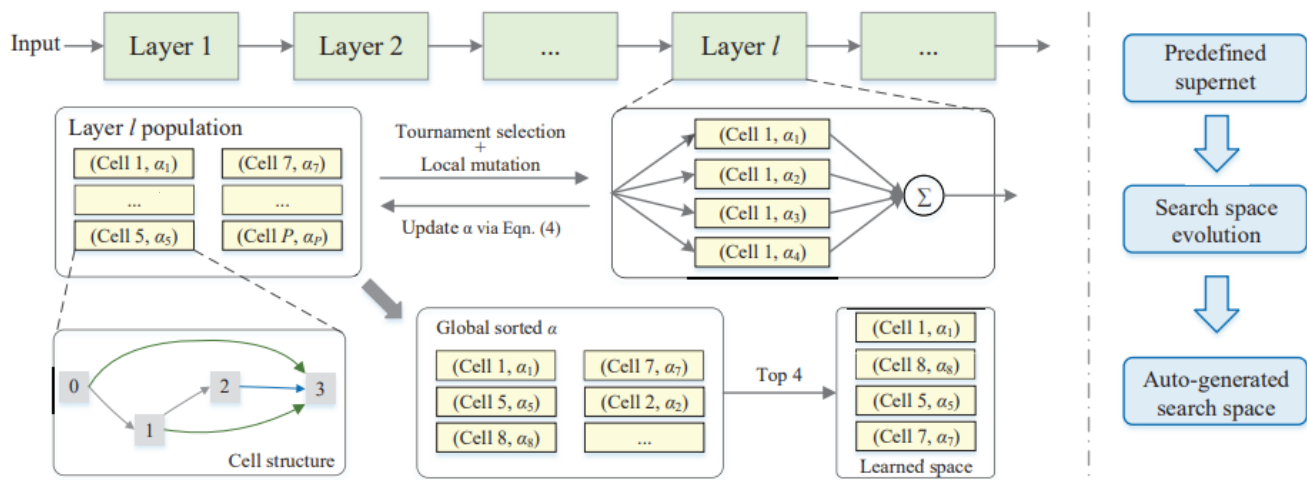 Input
Layer 1
Layer 2
...
Layer l
...
Layer l population
(Cell 1, α₁)
(Cell 7, α₇)
...
...
(Cell 5, α₅)
(Cell P, α_P)
Tournament selection
+
Local mutation
Update α via Eqn. (4)
(Cell 1, α₁)
(Cell 1, α₂)
(Cell 1, α₃)
(Cell 1, α₄)
Σ
0
1
2
3
Cell structure
Global sorted α
(Cell 1, α₁)
(Cell 7, α₇)
(Cell 5, α₅)
(Cell 2, α₂)
(Cell 8, α₈)
...
Top 4
(Cell 1, α₁)
(Cell 8, α₈)
(Cell 5, α₅)
(Cell 7, α₇)
Learned space
Predefined
supernet
Search space
evolution
Auto-generated
search space